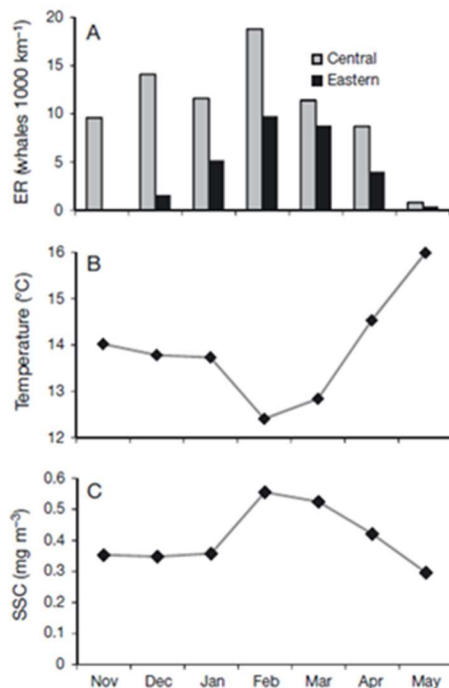 A
20
15
10
5
0
ER (whales 1000 km⁻¹)
Central
Eastern
B
16
15
14
13
12
Temperature (°C)
C
0.6
0.5
0.4
0.3
0.2
0.1
0
SSC (mg m⁻³)
Nov Dec Jan Feb Mar Apr May